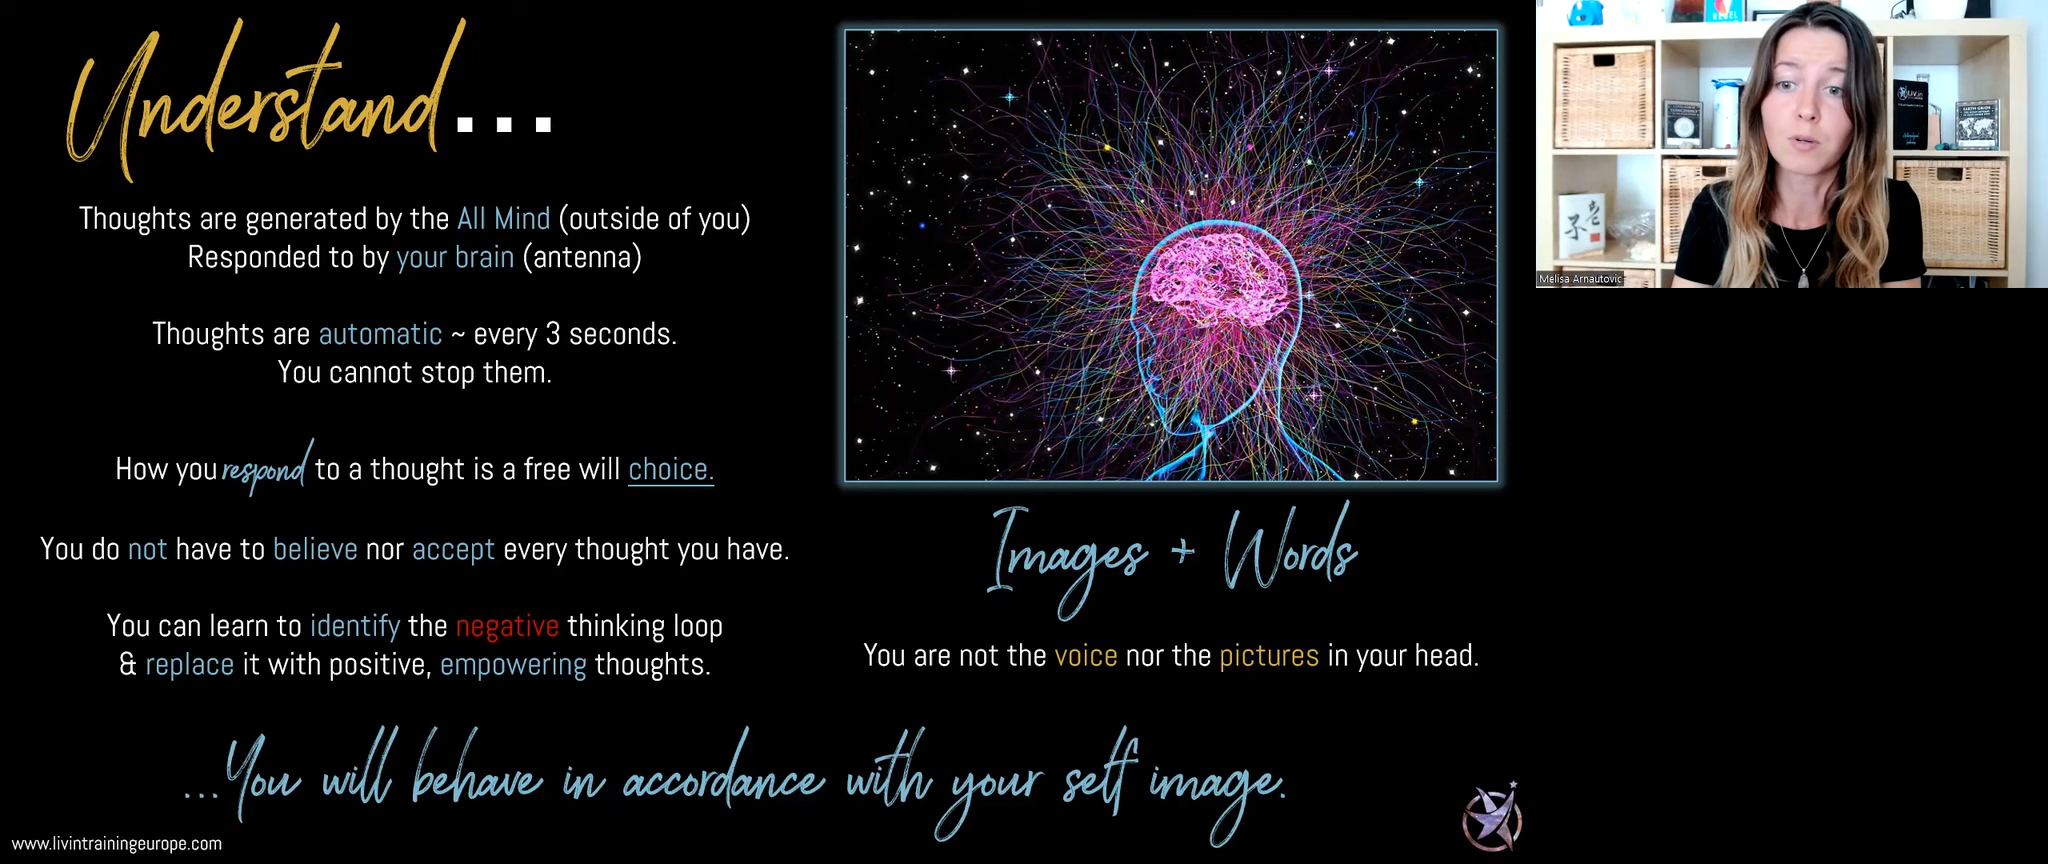 Understand...
Thoughts are generated by the All Mind (outside of you)
Responded to by your brain (antenna)
Thoughts are automatic ~ every 3 seconds.
You cannot stop them.
How you respond to a thought is a free will choice.
You do not have to believe nor accept every thought you have.
You can learn to identify the negative thinking loop
& replace it with positive, empowering thoughts.
Images + Words
You are not the voice nor the pictures in your head.
...You will behave in accordance with your self image.
www.livintrainingeurope.com
Melisa Arnautovic
老
子